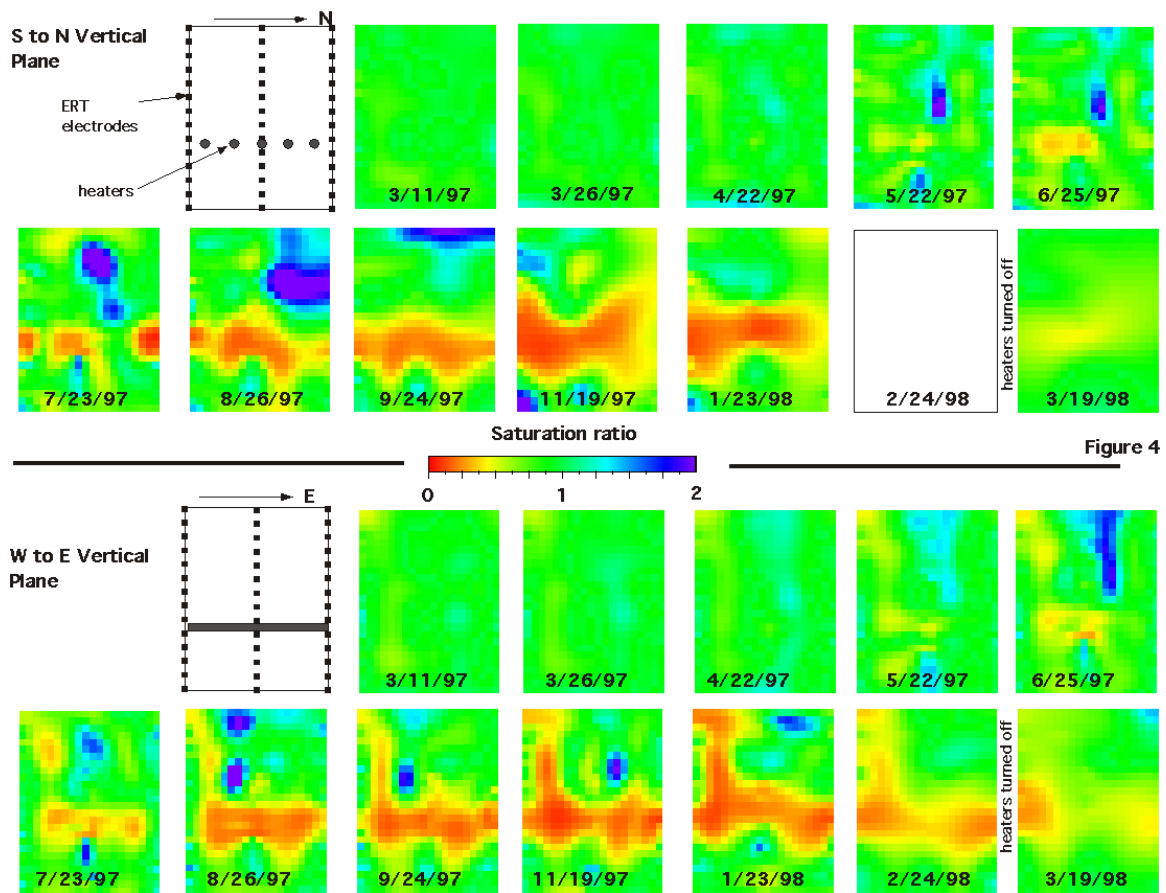 N
S to N Vertical
Plane
ERT
electrodes
heaters
3/11/97
3/26/97
4/22/97
5/22/97
6/25/97
7/23/97
8/26/97
9/24/97
11/19/97
1/23/98
2/24/98
heaters turned off
3/19/98
Saturation ratio
Figure 4
0
1
2
E
W to E Vertical
Plane
3/11/97
3/26/97
4/22/97
5/22/97
6/25/97
7/23/97
8/26/97
9/24/97
11/19/97
1/23/98
2/24/98
heaters turned off
3/19/98